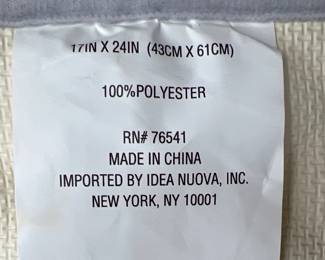 17IN X 24IN (43CM X 61CM)
100%POLYESTER
RN# 76541
MADE IN CHINA
IMPORTED BY IDEA NUOVA, INC.
NEW YORK, NY 10001